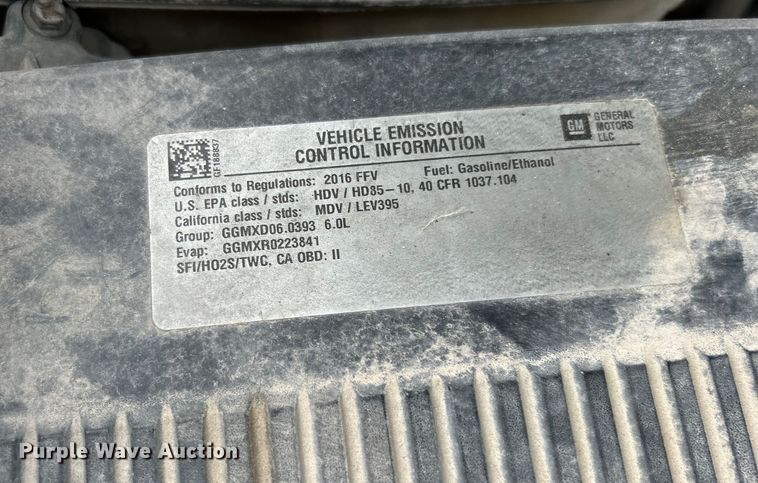 VEHICLE EMISSION
CONTROL INFORMATION
GM
GENERAL
MOTORS
LLC
GF188837
Conforms to Regulations: 2016 FFV Fuel: Gasoline/Ethanol
U.S. EPA class / stds: HDV / HD85-10, 40 CFR 1037.104
California class / stds: MDV / LEV395
Group: GGMXD06.0393 6.0L
Evap: GGMXR0223841
SFI/HO2S/TWC, CA OBD: II
Purple Wave Auction